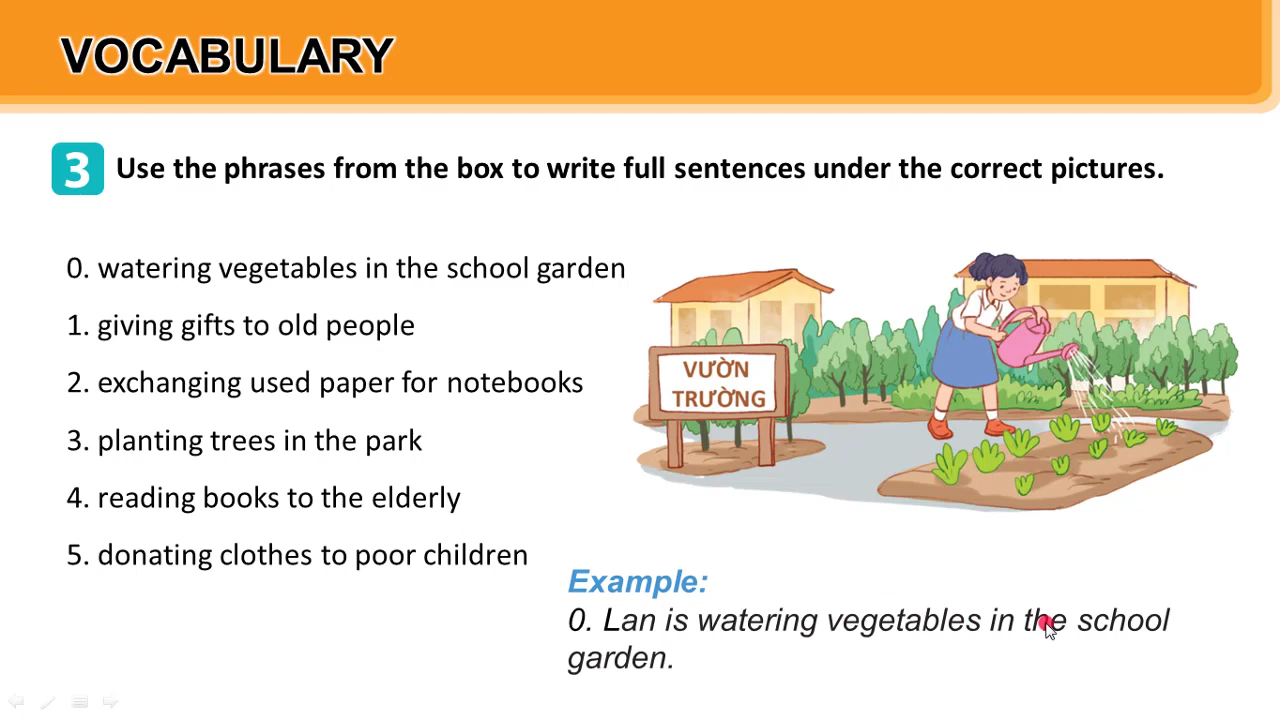 VOCABULARY
3 Use the phrases from the box to write full sentences under the correct pictures.
0. watering vegetables in the school garden
1. giving gifts to old people
2. exchanging used paper for notebooks
3. planting trees in the park
4. reading books to the elderly
5. donating clothes to poor children
VƯỜN
TRƯỜNG
Example:
0. Lan is watering vegetables in the school
garden.